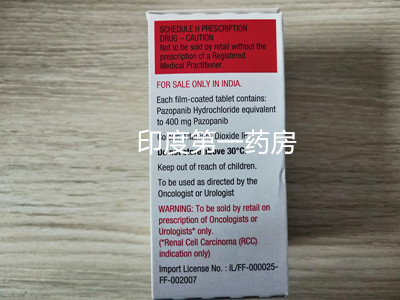 SCHEDULE H PRESCRIPTION
DRUG – CAUTION
Not to be sold by retail without the
prescription of a Registered
Medical Practitioner.
FOR SALE ONLY IN INDIA.
Each film-coated tablet contains:
Pazopanib Hydrochloride equivalent
to 400 mg Pazopanib
Dioxide
印度第一药房
Do not store above 30°C
Keep out of reach of children.
To be used as directed by the
Oncologist or Urologist
WARNING: To be sold by retail on
prescription of Oncologists or
Urologists* only.
(*Renal Cell Carcinoma (RCC)
indication only)
Import License No. : IL/FF-000025-
FF-002007